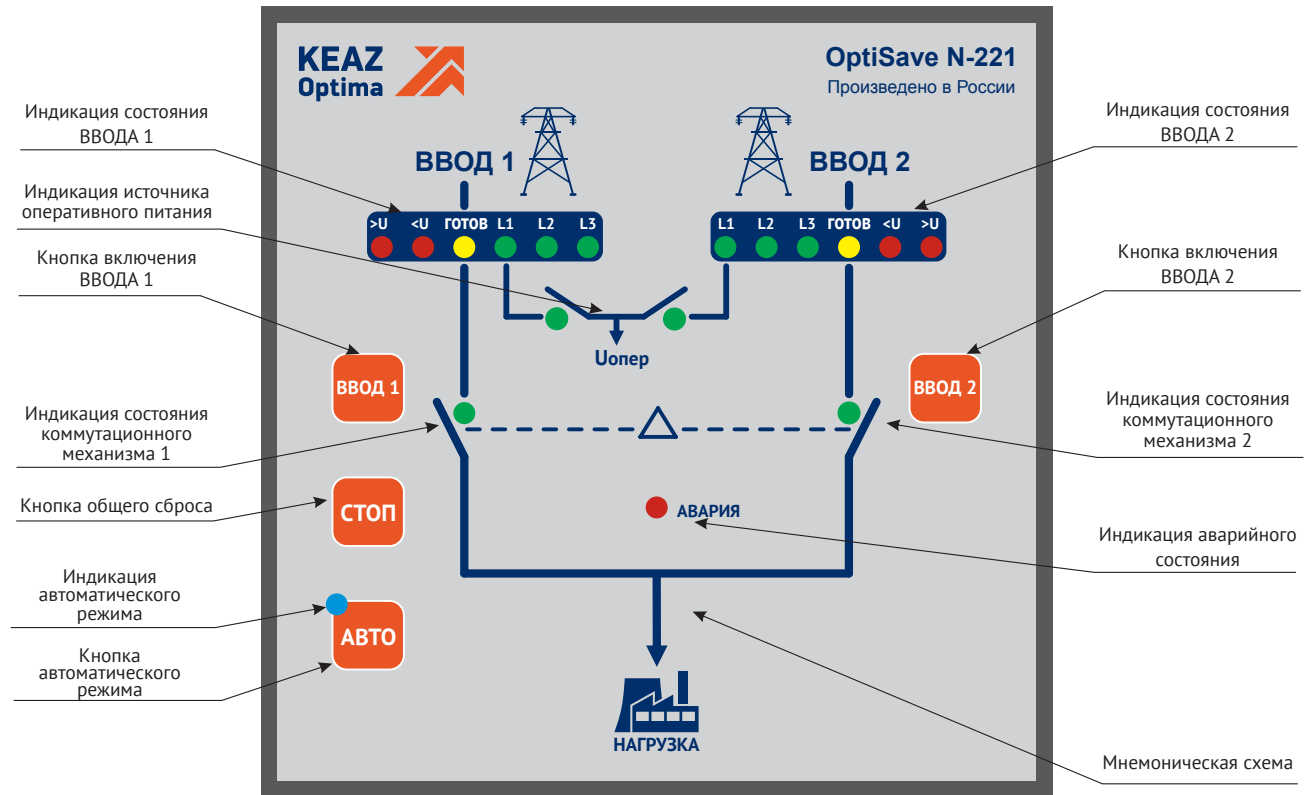 KEAZ
Optima
OptiSave N-221
Произведено в России
Индикация состояния
ВВОДА 1
Индикация источника
оперативного питания
Кнопка включения
ВВОДА 1
Индикация состояния
коммутационного
механизма 1
Кнопка общего сброса
Индикация
автоматического
режима
Кнопка
автоматического
режима
ВВОД 1
>U <U ГОТОВ L1 L2 L3
ВВОД 2
L1 L2 L3 ГОТОВ <U >U
Uопер
ВВОД 1
ВВОД 2
СТОП
АВАРИЯ
АВТО
НАГРУЗКА
Индикация состояния
ВВОДА 2
Кнопка включения
ВВОДА 2
Индикация состояния
коммутационного
механизма 2
Индикация аварийного
состояния
Мнемоническая схема